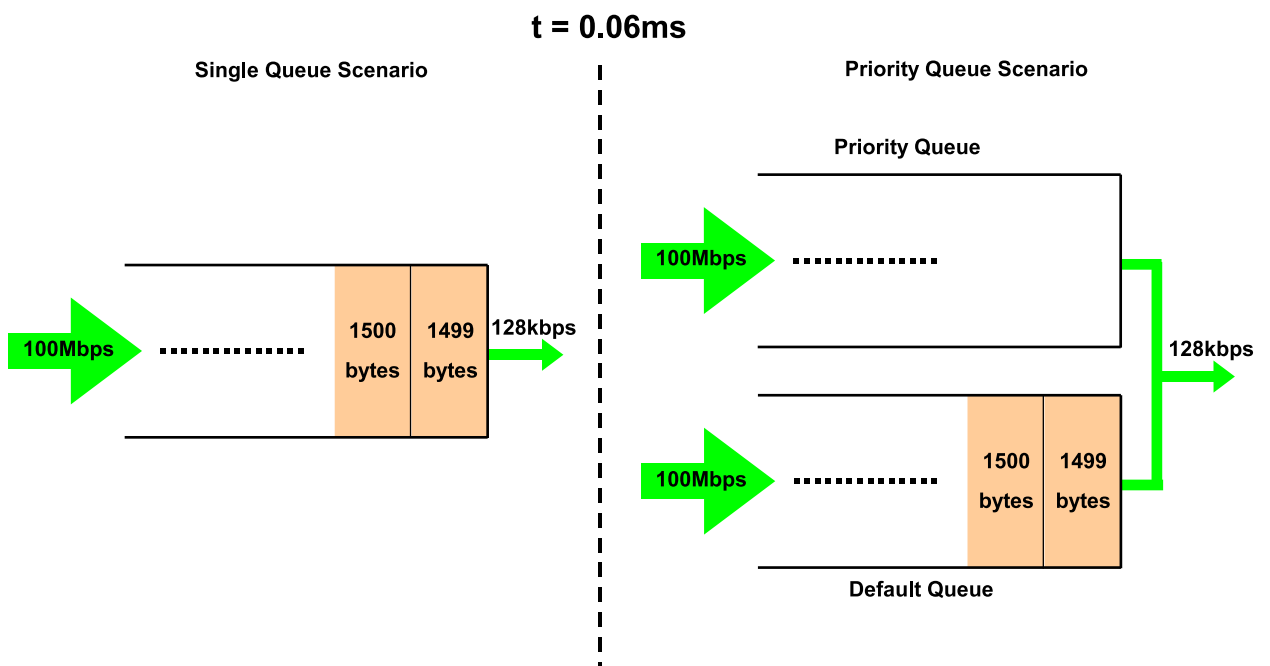 t = 0.06ms
Single Queue Scenario
100Mbps
1500
bytes
1499
bytes
128kbps
Priority Queue Scenario
Priority Queue
100Mbps
128kbps
100Mbps
1500
bytes
1499
bytes
Default Queue